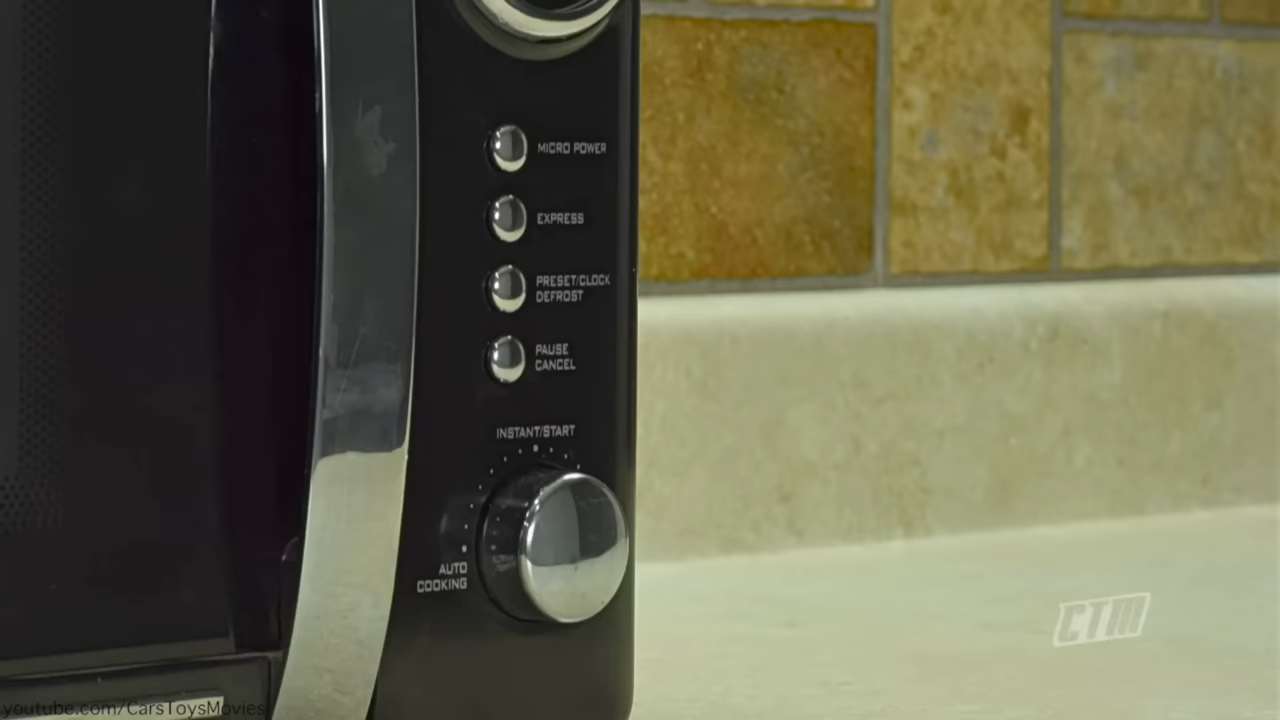 MICRO POWER
EXPRESS
PRESET/CLOCK
DEFROST
PAUSE
CANCEL
INSTANT/START
AUTO
COOKING
CTM
youtube.com/CarsToysMovies